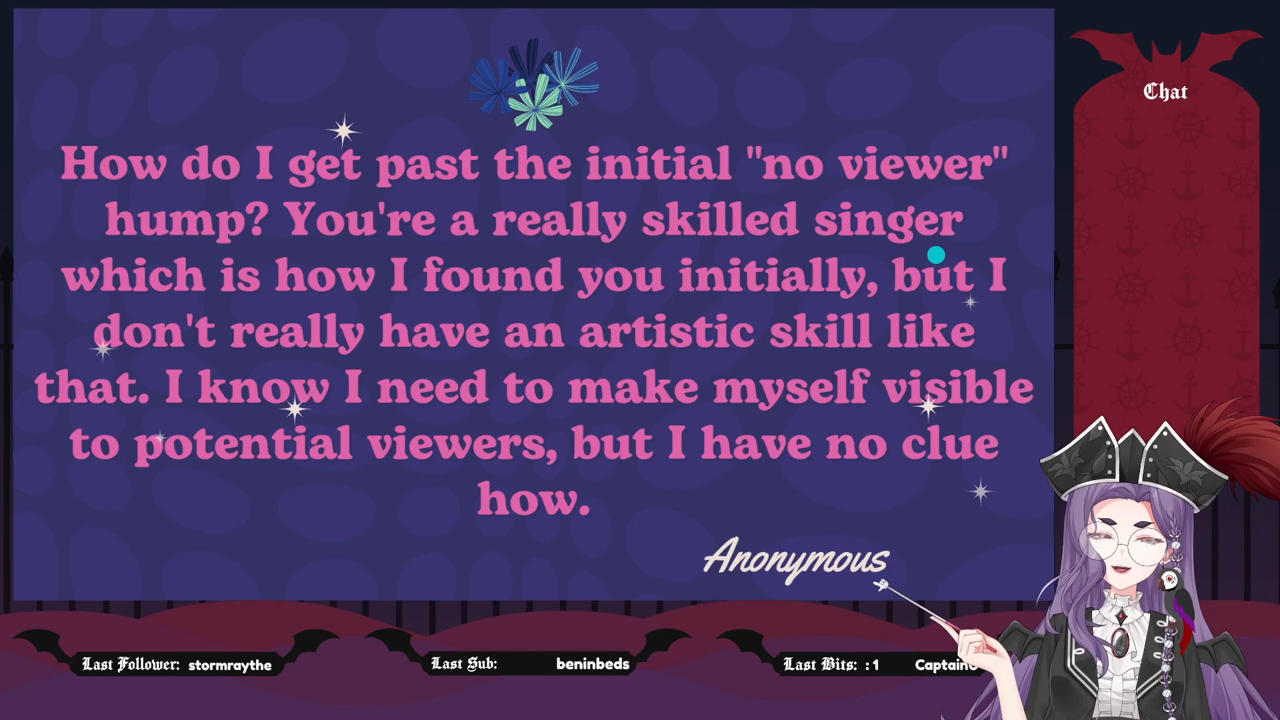 How do I get past the initial "no viewer"
hump? You're a really skilled singer
which is how I found you initially, but I
don't really have an artistic skill like
that. I know I need to make myself visible
to potential viewers, but I have no clue
how.
Anonymous
Chat
Last Follower: stormraythe
Last Sub: beninbeds
Last Bits: : 1